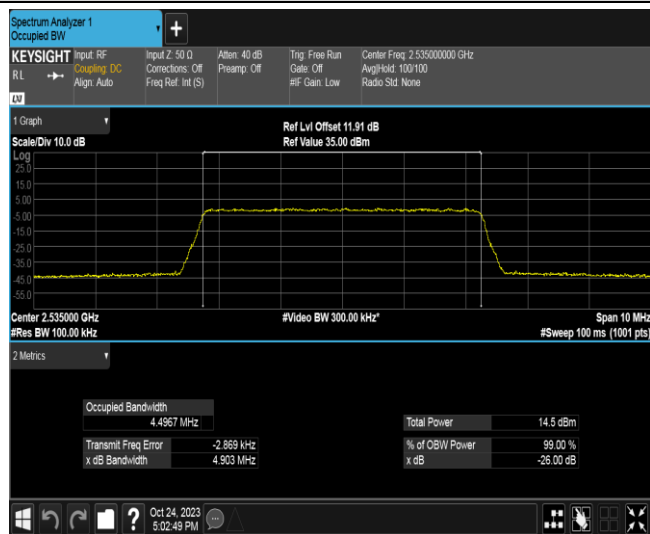 Spectrum Analyzer 1
Occupied BW
+
KEYSIGHT Input: RF Input Z: 50 Ω Atten: 40 dB Trig: Free Run Center Freq: 2.535000000 GHz
RL Coupling: DC Corrections: Off Preamp: Off Gate: Off Avg|Hold: 100/100
Align: Auto Freq Ref: Int (S) #IF Gain: Low Radio Std: None
LXI
1 Graph Ref Lvl Offset 11.91 dB
Scale/Div 10.0 dB Ref Value 35.00 dBm
Log
25.0
15.0
5.00
-5.00
-15.0
-25.0
-35.0
-45.0
-55.0
Center 2.535000 GHz #Video BW 300.00 kHz* Span 10 MHz
#Res BW 100.00 kHz #Sweep 100 ms (1001 pts)
2 Metrics
Occupied Bandwidth
4.4967 MHz Total Power 14.5 dBm
Transmit Freq Error -2.869 kHz % of OBW Power 99.00 %
x dB Bandwidth 4.903 MHz x dB -26.00 dB
? Oct 24, 2023
5:02:49 PM